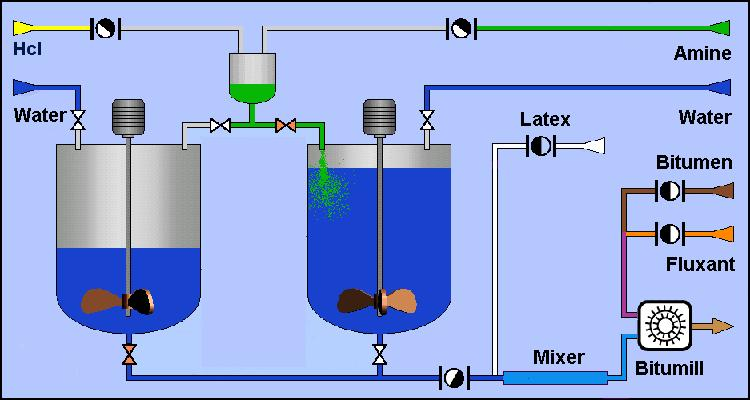 Hcl
Amine
Water
Water
Latex
Bitumen
Fluxant
Mixer
Bitumill